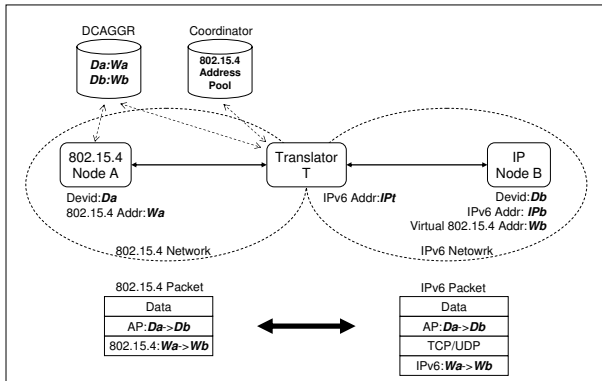 DCAGGR
Da:Wa
Db:Wb
Coordinator
802.15.4
Address
Pool
802.15.4
Node A
Translator
T
IP
Node B
Devid:Da
802.15.4 Addr:Wa
IPv6 Addr:IPt
Devid:Db
IPv6 Addr: IPb
Virtual 802.15.4 Addr:Wb
802.15.4 Network
IPv6 Netowrk
802.15.4 Packet
Data
AP:Da->Db
802.15.4:Wa->Wb
IPv6 Packet
Data
AP:Da->Db
TCP/UDP
IPv6:Wa->Wb